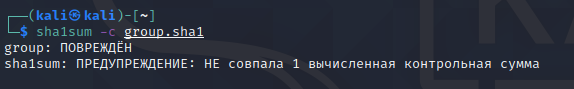 ┌──(kali㉿kali)-[~]
└─$ sha1sum -c group.sha1
group: ПОВРЕЖДЁН
sha1sum: ПРЕДУПРЕЖДЕНИЕ: НЕ совпала 1 вычисленная контрольная сумма